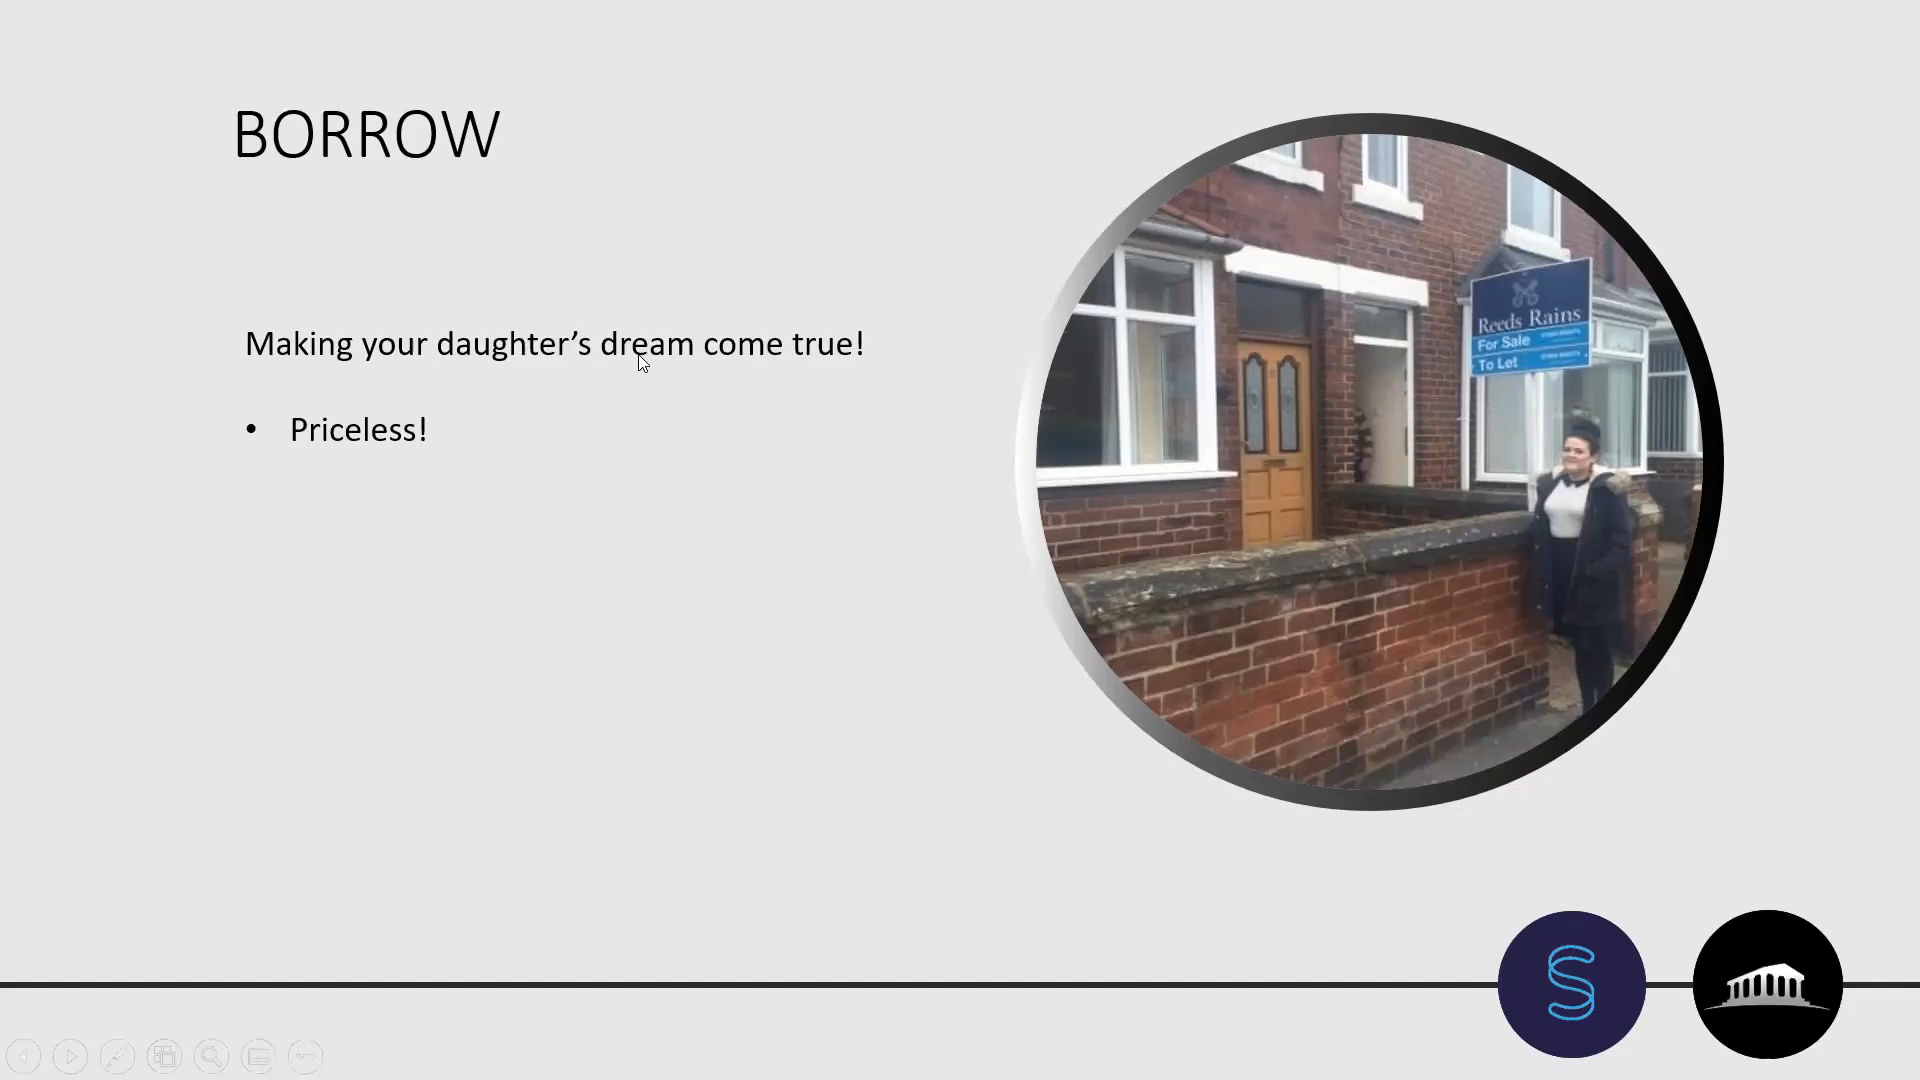 BORROW
Making your daughter’s dream come true!
• Priceless!
Reeds Rains
For Sale
To Let